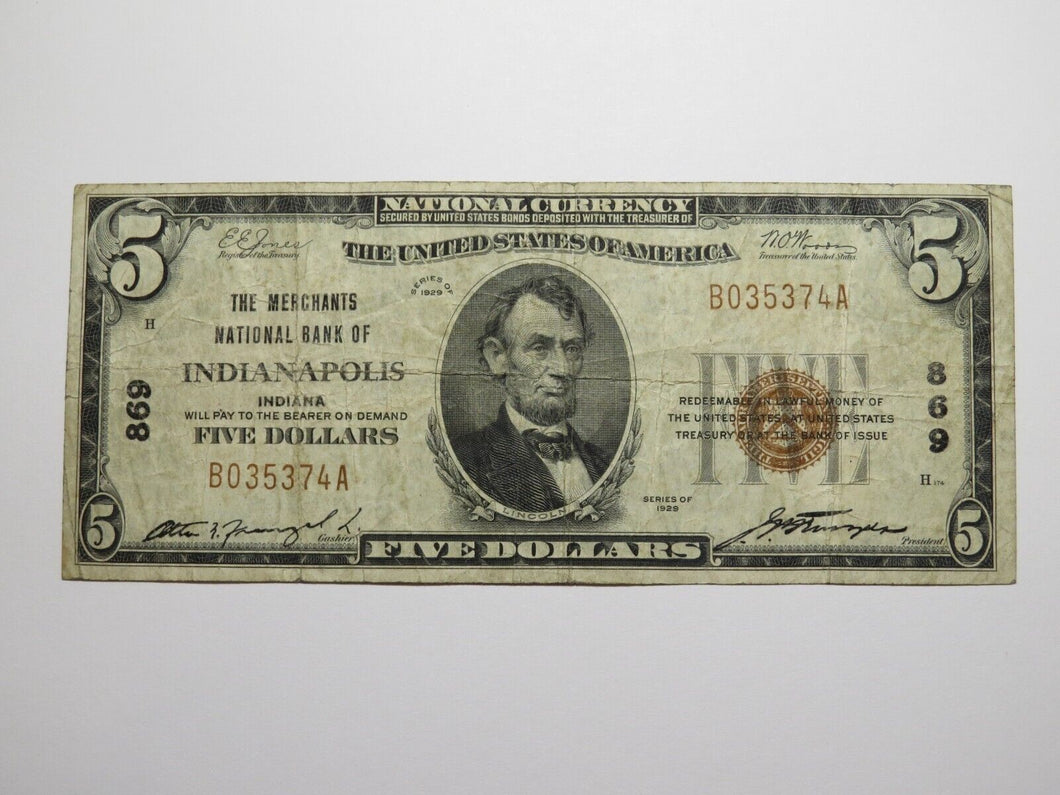 NATIONAL CURRENCY
SECURED BY UNITED STATES BONDS DEPOSITED WITH THE TREASURER OF
THE UNITED STATES OF AMERICA
5
5
E E Jones
Register of the Treasury.
W. O. Woods
Treasurer of the United States.
SERIES OF
1929
B035374A
THE MERCHANTS
NATIONAL BANK OF
INDIANAPOLIS
INDIANA
WILL PAY TO THE BEARER ON DEMAND
FIVE DOLLARS
B035374A
H
869
FIVE
REDEEMABLE IN LAWFUL MONEY OF
THE UNITED STATES AT UNITED STATES
TREASURY OR AT THE BANK OF ISSUE
869
H 174
SERIES OF
1929
LINCOLN
5
Cashier
FIVE DOLLARS
President
5